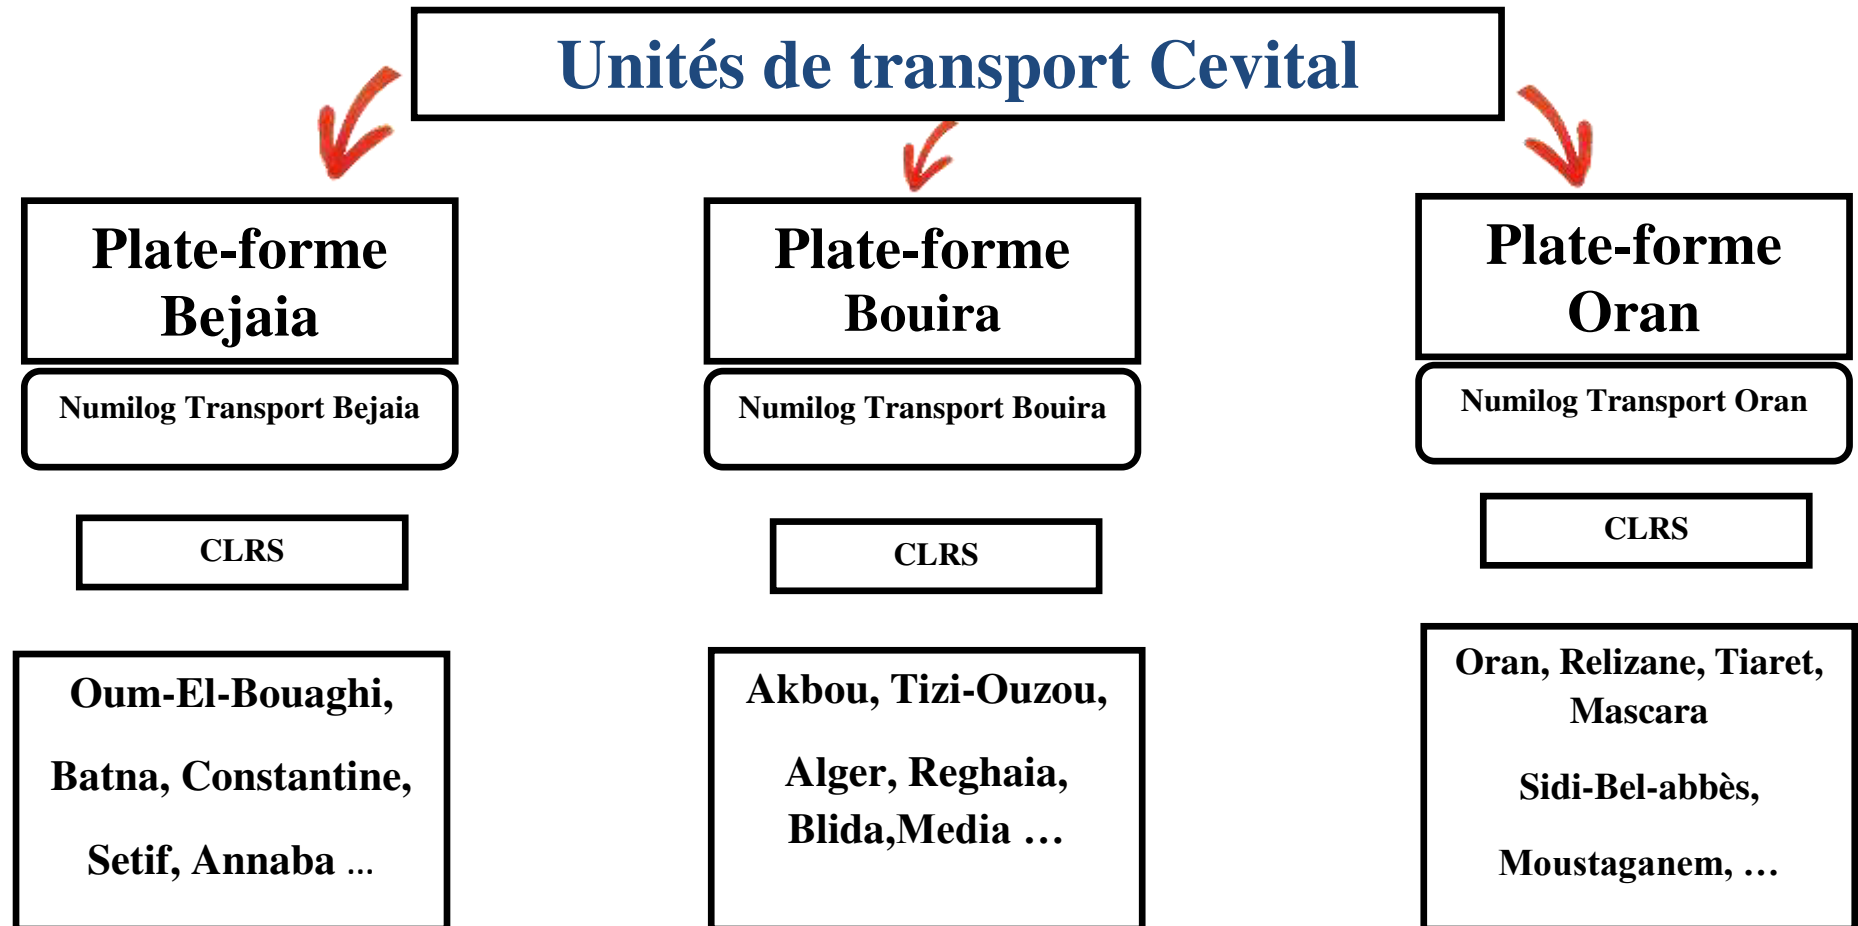 Unités de transport Cevital
Plate-forme
Bejaia
Numilog Transport Bejaia
CLRS
Oum-El-Bouaghi,
Batna, Constantine,
Setif, Annaba ...
Plate-forme
Bouira
Numilog Transport Bouira
CLRS
Akbou, Tizi-Ouzou,
Alger, Reghaia,
Blida,Media …
Plate-forme
Oran
Numilog Transport Oran
CLRS
Oran, Relizane, Tiaret,
Mascara
Sidi-Bel-abbès,
Moustaganem, …